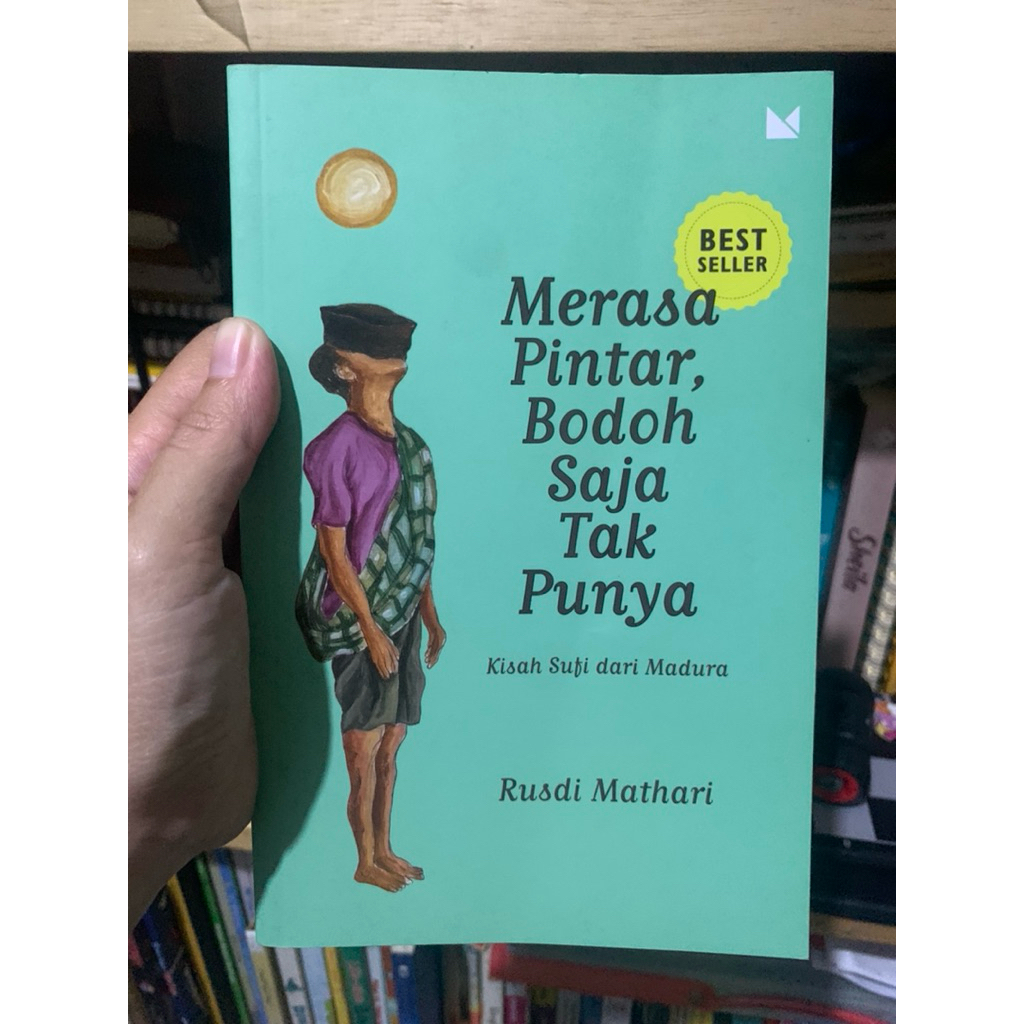 BEST
SELLER
Merasa
Pintar,
Bodoh
Saja
Tak
Punya
Kisah Sufi dari Madura
Rusdi Mathari